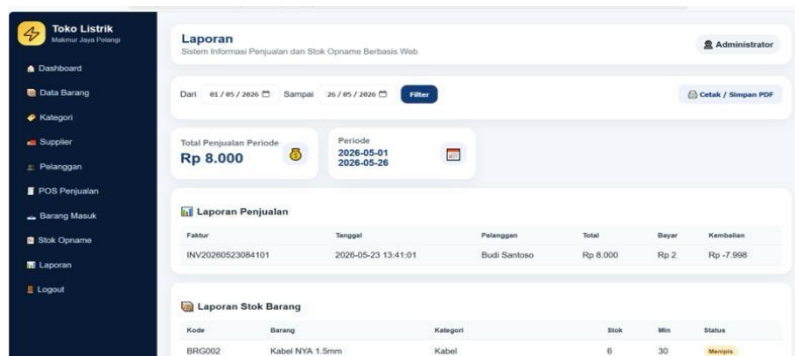 Toko Listrik
Makmur Jaya Pelangi
Dashboard
Data Barang
Kategori
Supplier
Pelanggan
POS Penjualan
Barang Masuk
Stok Opname
Laporan
Logout
Laporan
Sistem Informasi Penjualan dan Stok Opname Berbasis Web
Administrator
Dari 01/05/2026 Sampai 26/05/2026 Filter Cetak / Simpan PDF
Total Penjualan Periode
Rp 8.000
Periode
2026-05-01
2026-05-26
Laporan Penjualan
Faktur Tanggal Pelanggan Total Bayar Kembalian
INV20260523084101 2026-05-23 13:41:01 Budi Santoso Rp 8.000 Rp 2 Rp -7.998
Laporan Stok Barang
Kode Barang Kategori Stok Min Status
BRG002 Kabel NYA 1.5mm Kabel 6 30 Menipis